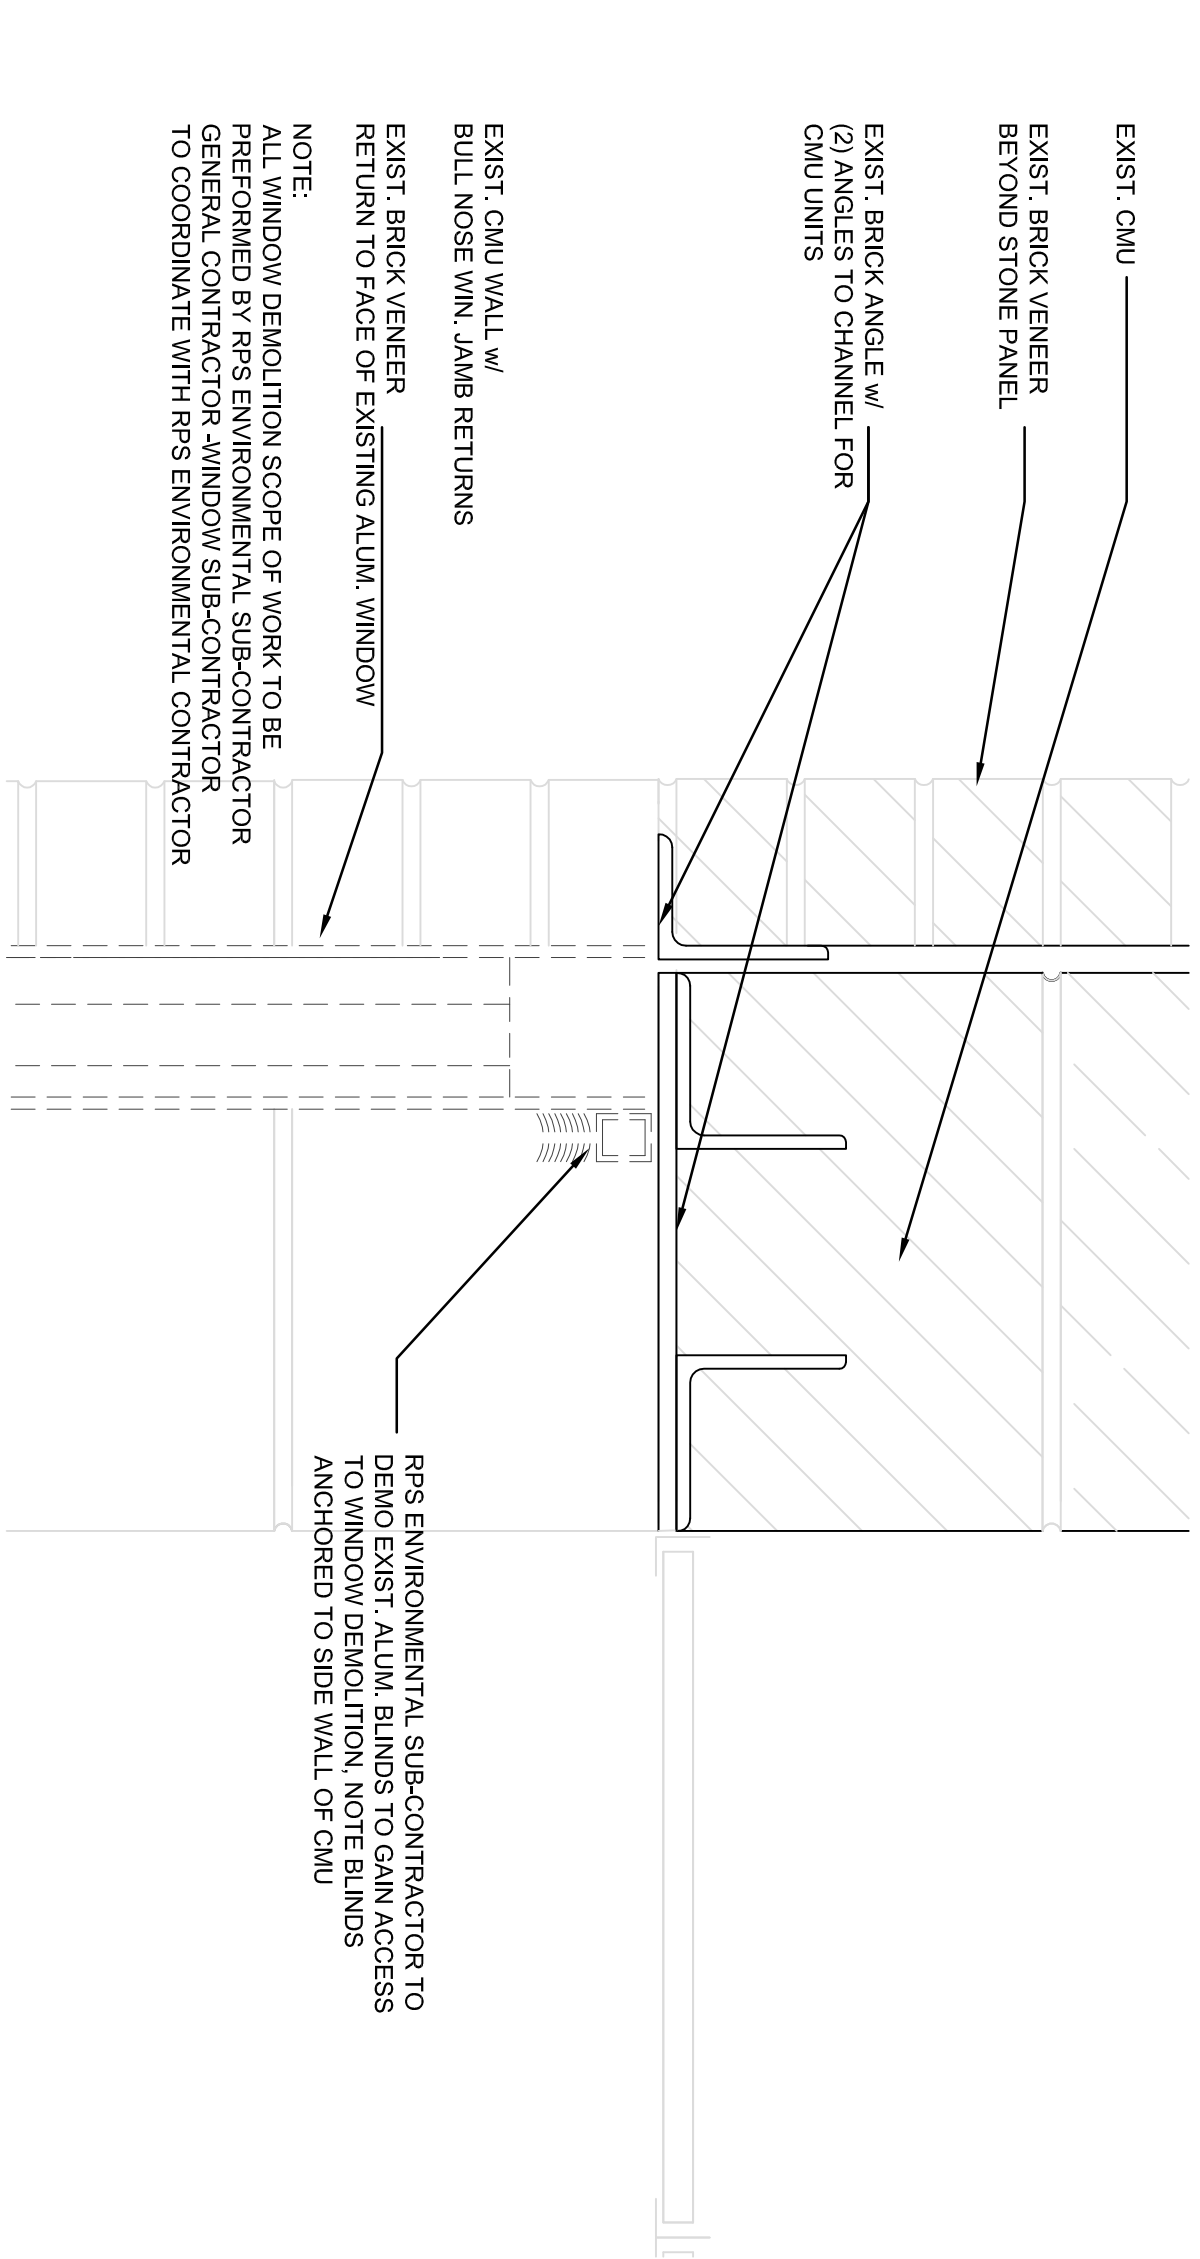 EXIST. CMU
EXIST. BRICK VENEER
BEYOND STONE PANEL
EXIST. BRICK ANGLE w/
(2) ANGLES TO CHANNEL FOR
CMU UNITS
EXIST. CMU WALL w/
BULL NOSE WIN. JAMB RETURNS
EXIST. BRICK VENEER
RETURN TO FACE OF EXISTING ALUM. WINDOW
NOTE:
ALL WINDOW DEMOLITION SCOPE OF WORK TO BE
PREFORMED BY RPS ENVIRONMENTAL SUB-CONTRACTOR
GENERAL CONTRACTOR -WINDOW SUB-CONTRACTOR
TO COORDINATE WITH RPS ENVIRONMENTAL CONTRACTOR
RPS ENVIRONMENTAL SUB-CONTRACTOR TO
DEMO EXIST. ALUM. BLINDS TO GAIN ACCESS
TO WINDOW DEMOLITION, NOTE BLINDS
ANCHORED TO SIDE WALL OF CMU